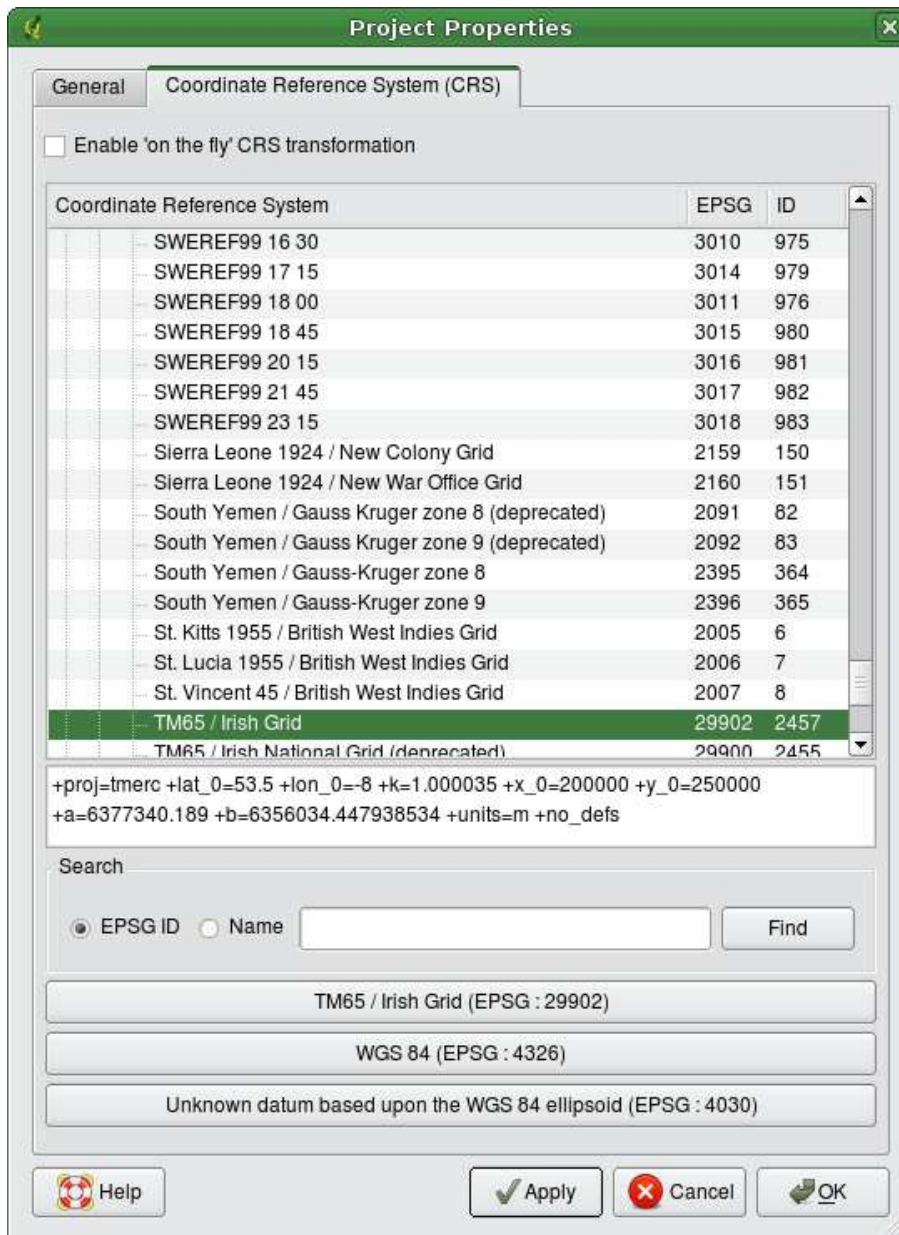 Project Properties
General
Coordinate Reference System (CRS)
Enable 'on the fly' CRS transformation
Coordinate Reference System EPSG ID
SWEREF99 16 30 3010 975
SWEREF99 17 15 3014 979
SWEREF99 18 00 3011 976
SWEREF99 18 45 3015 980
SWEREF99 20 15 3016 981
SWEREF99 21 45 3017 982
SWEREF99 23 15 3018 983
Sierra Leone 1924 / New Colony Grid 2159 150
Sierra Leone 1924 / New War Office Grid 2160 151
South Yemen / Gauss Kruger zone 8 (deprecated) 2091 82
South Yemen / Gauss Kruger zone 9 (deprecated) 2092 83
South Yemen / Gauss-Kruger zone 8 2395 364
South Yemen / Gauss-Kruger zone 9 2396 365
St. Kitts 1955 / British West Indies Grid 2005 6
St. Lucia 1955 / British West Indies Grid 2006 7
St. Vincent 45 / British West Indies Grid 2007 8
TM65 / Irish Grid 29902 2457
TM65 / Irish National Grid (deprecated) 29900 2455
+proj=tmerc +lat_0=53.5 +lon_0=-8 +k=1.000035 +x_0=200000 +y_0=250000
+a=6377340.189 +b=6356034.447938534 +units=m +no_defs
Search
EPSG ID Name Find
TM65 / Irish Grid (EPSG : 29902)
WGS 84 (EPSG : 4326)
Unknown datum based upon the WGS 84 ellipsoid (EPSG : 4030)
Help Apply Cancel OK